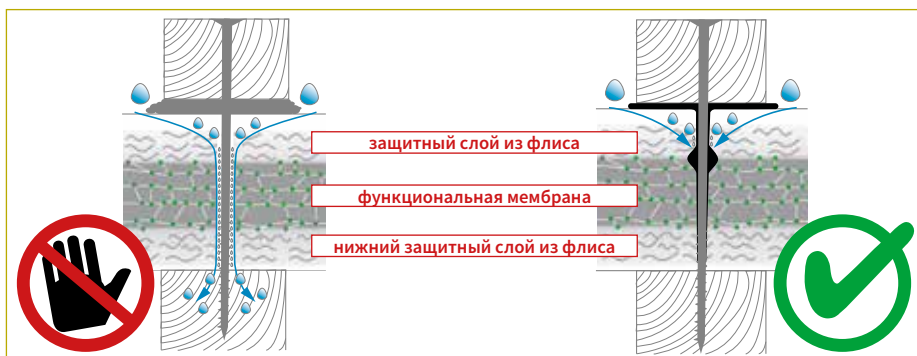 защитный слой из флиса
функциональная мембрана
нижний защитный слой из флиса